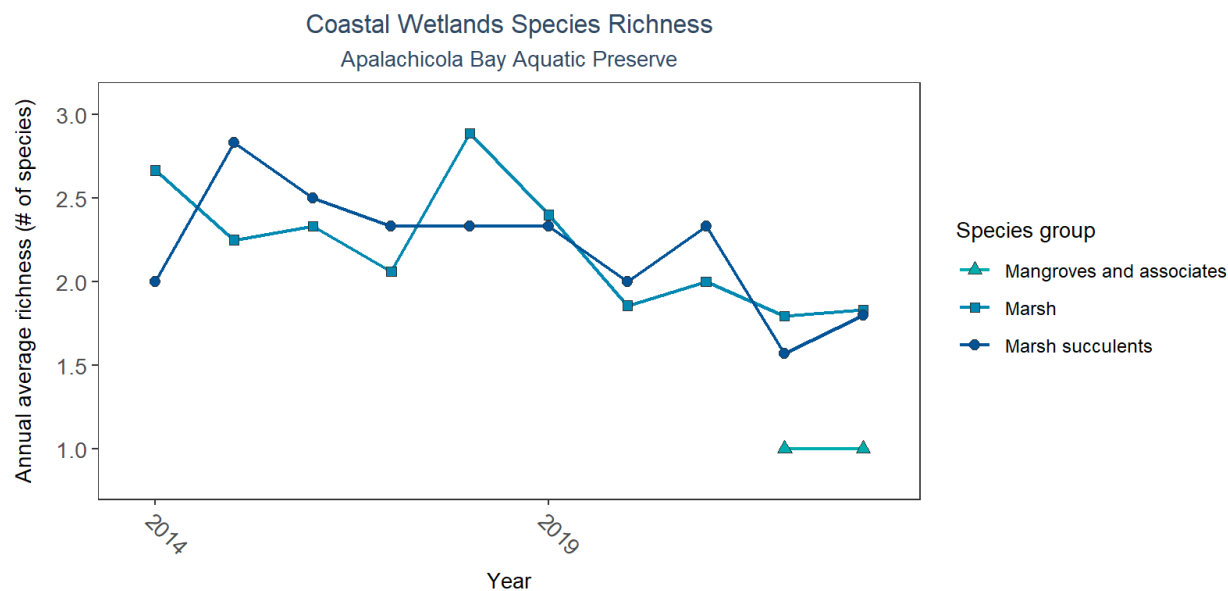 Coastal Wetlands Species Richness
Apalachicola Bay Aquatic Preserve
Annual average richness (# of species)
3.0
2.5
2.0
1.5
1.0
2014
2019
Year
Species group
Mangroves and associates
Marsh
Marsh succulents